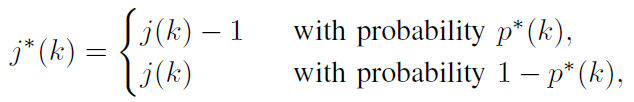 j*(k) = { j(k) − 1 with probability p*(k),
j(k) with probability 1 − p*(k),